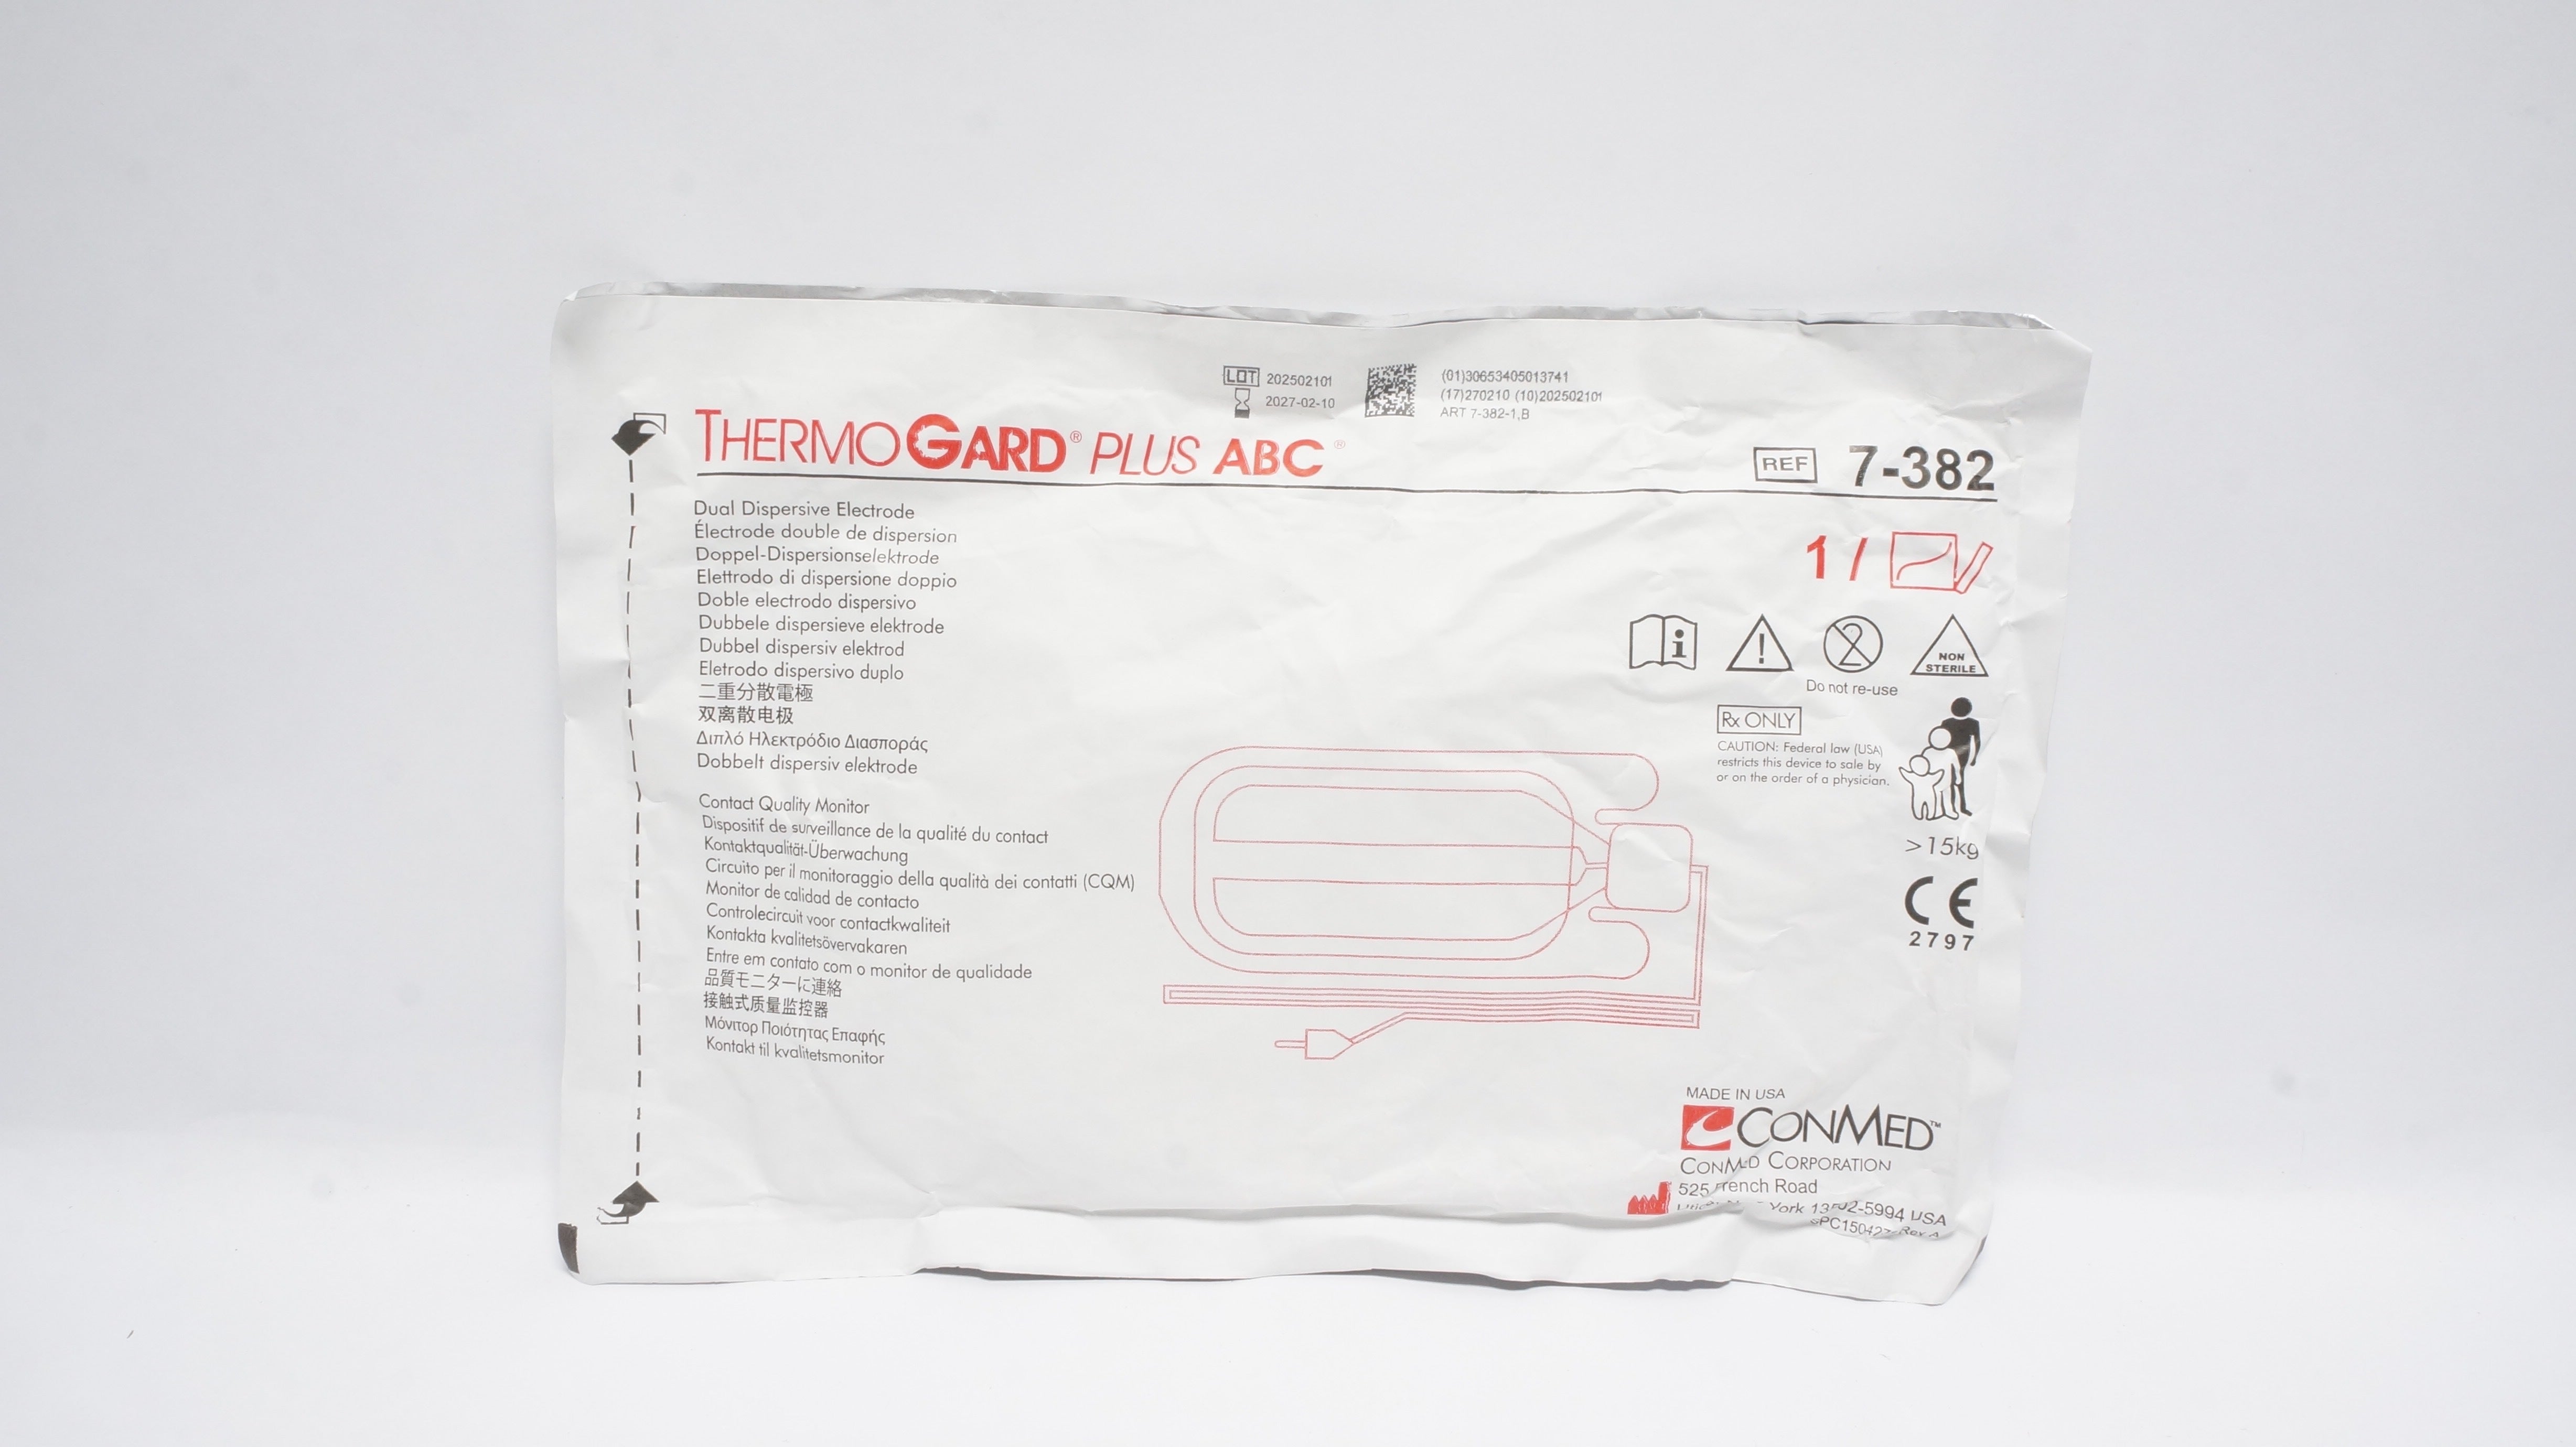 LOT 202502101
2027-02-10
(01)30653405013741
(17)270210 (10)202502101
ART 7-382-1,B
THERMOGARD® PLUS ABC®
REF 7-382
Dual Dispersive Electrode
Électrode double de dispersion
Doppel-Dispersionselektrode
Elettrodo di dispersione doppio
Doble electrodo dispersivo
Dubbele dispersieve elektrode
Dubbel dispersiv elektrod
Eletrodo dispersivo duplo
二重分散電極
双离散电极
Διπλό Ηλεκτρόδιο Διασποράς
Dobbelt dispersiv elektrode
Contact Quality Monitor
Dispositif de surveillance de la qualité du contact
Kontaktqualität-Überwachung
Circuito per il monitoraggio della qualità dei contatti (CQM)
Monitor de calidad de contacto
Controlecircuit voor contactkwaliteit
Kontakta kvalitetsövervakaren
Entre em contato com o monitor de qualidade
品質モニターに連絡
接触式质量监控器
Μόνιτορ Ποιότητας Επαφής
Kontakt til kvalitetsmonitor
1 /
2
Do not re-use
NON
STERILE
Rx ONLY
CAUTION: Federal law (USA)
restricts this device to sale by
or on the order of a physician.
>15kg
CE
2797
MADE IN USA
CONMED™
CONMED CORPORATION
525 French Road
York USA
Rev A